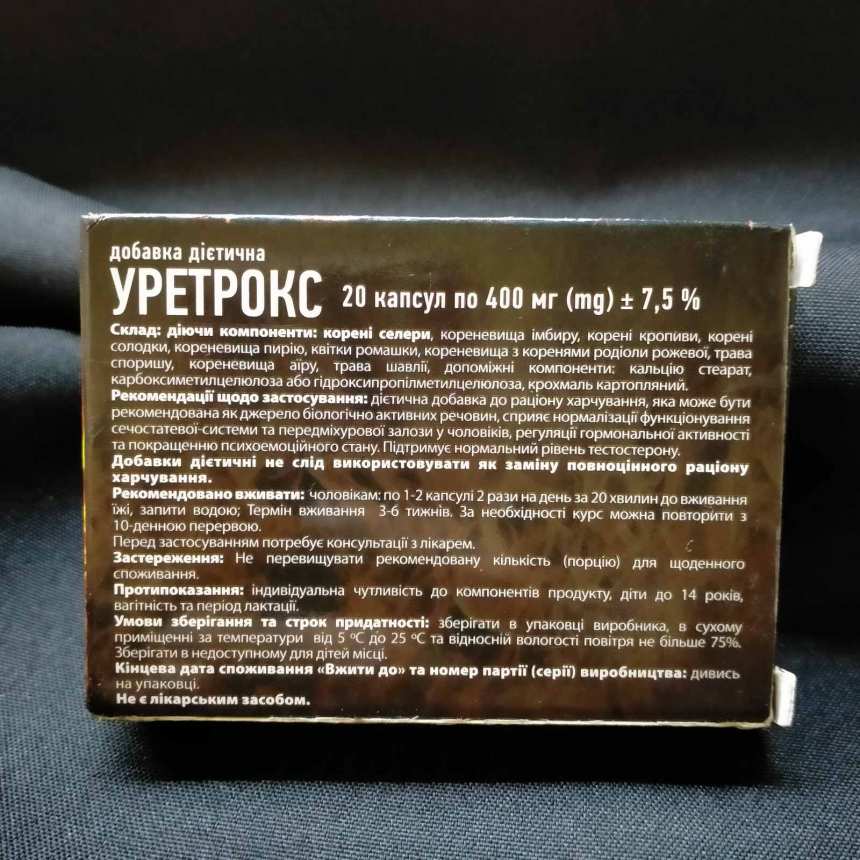 добавка дієтична
УРЕТРОКС 20 капсул по 400 мг (mg) ± 7,5 %
Склад: діючи компоненти: корені селери, кореневища імбиру, корені кропиви, корені
солодки, кореневища пирію, квітки ромашки, кореневища з коренями родіоли рожевої, трава
споришу, кореневища аїру, трава шавлії, допоміжні компоненти: кальцію стеарат,
карбоксиметилцелюлоза або гідроксипропілметилцелюлоза, крохмаль картопляний.
Рекомендації щодо застосування: дієтична добавка до раціону харчування, яка може бути
рекомендована як джерело біологічно активних речовин, сприяє нормалізації функціонування
сечостатевої-системи та передміхурової залози у чоловіків, регуляції гормональної активності
та покращенню психоемоційного стану. Підтримує нормальний рівень тестостерону.
Добавки дієтичні не слід використовувати як заміну повноцінного раціону
харчування.
Рекомендовано вживати: чоловікам: по 1-2 капсулі 2 рази на день за 20 хвилин до вживання
їжі, запити водою; Термін вживання 3-6 тижнів. За необхідності курс можна повторити з
10-денною перервою.
Перед застосуванням потребує консультації з лікарем.
Застереження: Не перевищувати рекомендовану кількість (порцію) для щоденного
споживання.
Протипоказання: індивідуальна чутливість до компонентів продукту, діти до 14 років,
вагітність та період лактації.
Умови зберігання та строк придатності: зберігати в упаковці виробника, в сухому
приміщенні за температури від 5 ºС до 25 ºС та відносній вологості повітря не більше 75%.
Зберігати в недоступному для дітей місці.
Кінцева дата споживання «Вжити до» та номер партії (серії) виробництва: дивись
на упаковці.
Не є лікарським засобом.